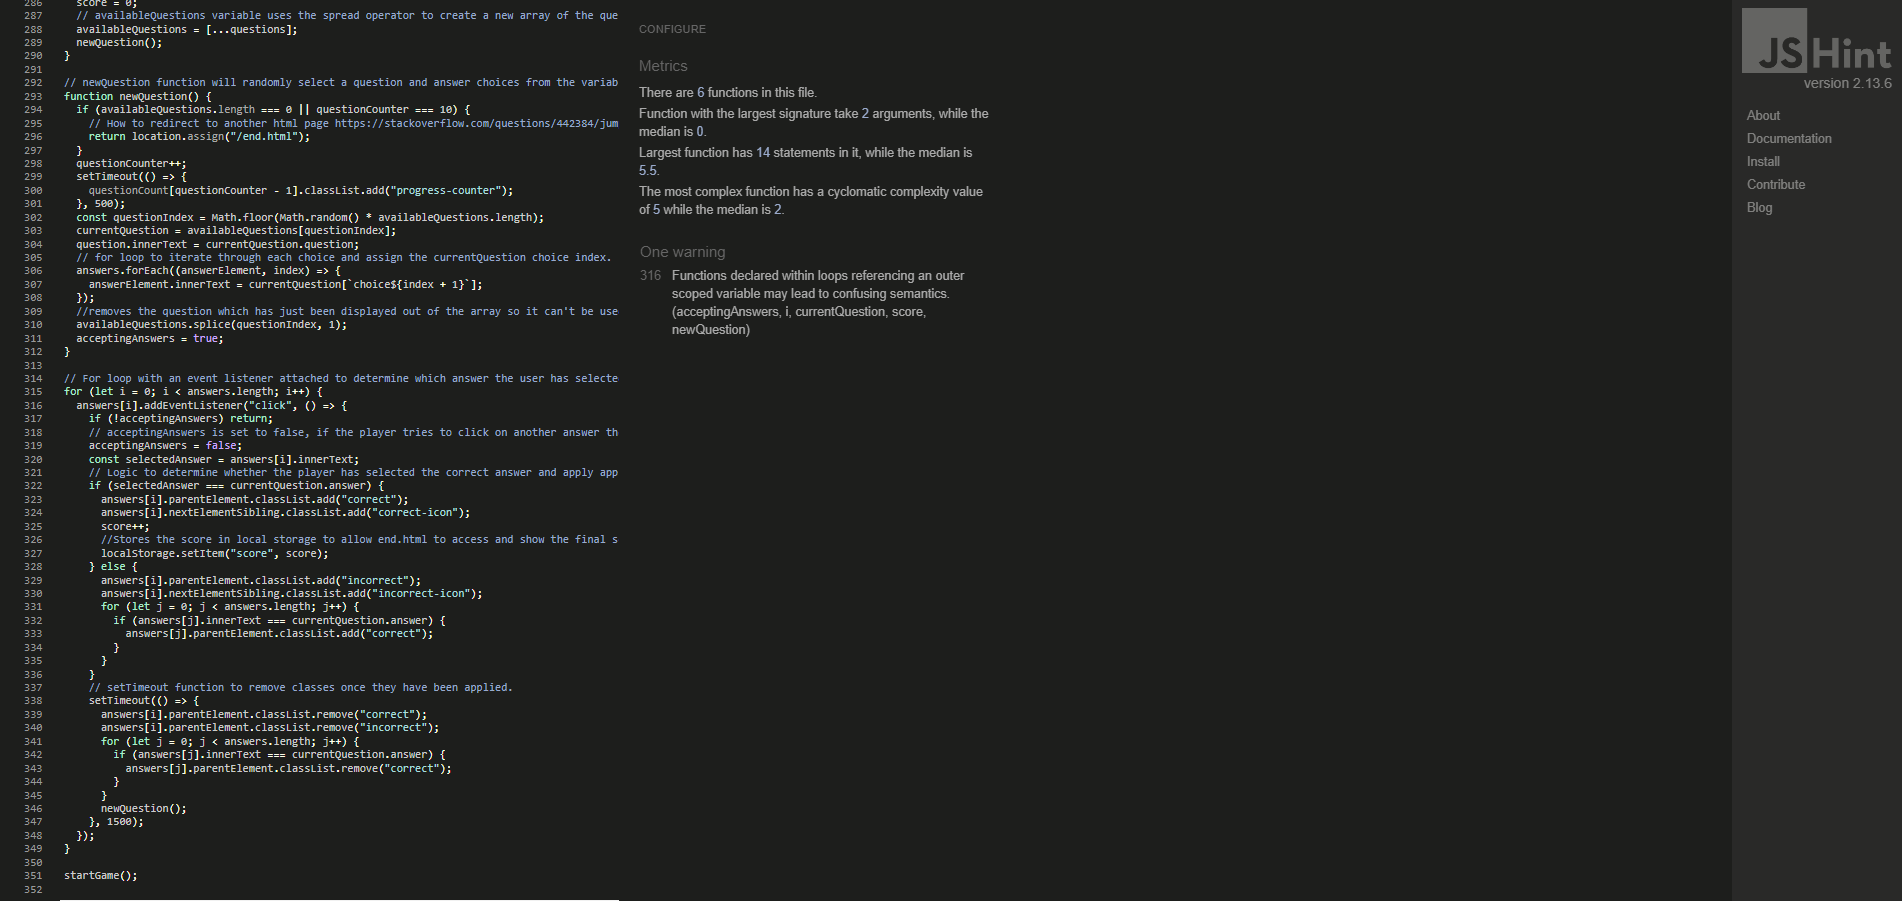 286 score = 0;
287 // availableQuestions variable uses the spread operator to create a new array of the que
288 availableQuestions = [...questions];
289 newQuestion();
290 }
291
292 // newQuestion function will randomly select a question and answer choices from the variab
293 function newQuestion() {
294 if (availableQuestions.length === 0 || questionCounter === 10) {
295 // How to redirect to another html page https://stackoverflow.com/questions/442384/jum
296 return location.assign("/end.html");
297 }
298 questionCounter++;
299 setTimeout(() => {
300 questionCount[questionCounter - 1].classList.add("progress-counter");
301 }, 500);
302 const questionIndex = Math.floor(Math.random() * availableQuestions.length);
303 currentQuestion = availableQuestions[questionIndex];
304 question.innerText = currentQuestion.question;
305 // for loop to iterate through each choice and assign the currentQuestion choice index.
306 answers.forEach((answerElement, index) => {
307 answerElement.innerText = currentQuestion[`choice${index + 1}`];
308 });
309 //removes the question which has just been displayed out of the array so it can't be use
310 availableQuestions.splice(questionIndex, 1);
311 acceptingAnswers = true;
312 }
313
314 // For loop with an event listener attached to determine which answer the user has selecte
315 for (let i = 0; i < answers.length; i++) {
316 answers[i].addEventListener("click", () => {
317 if (!acceptingAnswers) return;
318 // acceptingAnswers is set to false, if the player tries to click on another answer th
319 acceptingAnswers = false;
320 const selectedAnswer = answers[i].innerText;
321 // Logic to determine whether the player has selected the correct answer and apply app
322 if (selectedAnswer === currentQuestion.answer) {
323 answers[i].parentElement.classList.add("correct");
324 answers[i].nextElementSibling.classList.add("correct-icon");
325 score++;
326 //Stores the score in local storage to allow end.html to access and show the final s
327 localStorage.setItem("score", score);
328 } else {
329 answers[i].parentElement.classList.add("incorrect");
330 answers[i].nextElementSibling.classList.add("incorrect-icon");
331 for (let j = 0; j < answers.length; j++) {
332 if (answers[j].innerText === currentQuestion.answer) {
333 answers[j].parentElement.classList.add("correct");
334 }
335 }
336 }
337 // setTimeout function to remove classes once they have been applied.
338 setTimeout(() => {
339 answers[i].parentElement.classList.remove("correct");
340 answers[i].parentElement.classList.remove("incorrect");
341 for (let j = 0; j < answers.length; j++) {
342 if (answers[j].innerText === currentQuestion.answer) {
343 answers[j].parentElement.classList.remove("correct");
344 }
345 }
346 newQuestion();
347 }, 1500);
348 });
349 }
350
351 startGame();
352
CONFIGURE
Metrics
There are 6 functions in this file.
Function with the largest signature take 2 arguments, while the
median is 0.
Largest function has 14 statements in it, while the median is
5.5.
The most complex function has a cyclomatic complexity value
of 5 while the median is 2.
One warning
316 Functions declared within loops referencing an outer
scoped variable may lead to confusing semantics.
(acceptingAnswers, i, currentQuestion, score,
newQuestion)
JSHint
version 2.13.6
About
Documentation
Install
Contribute
Blog